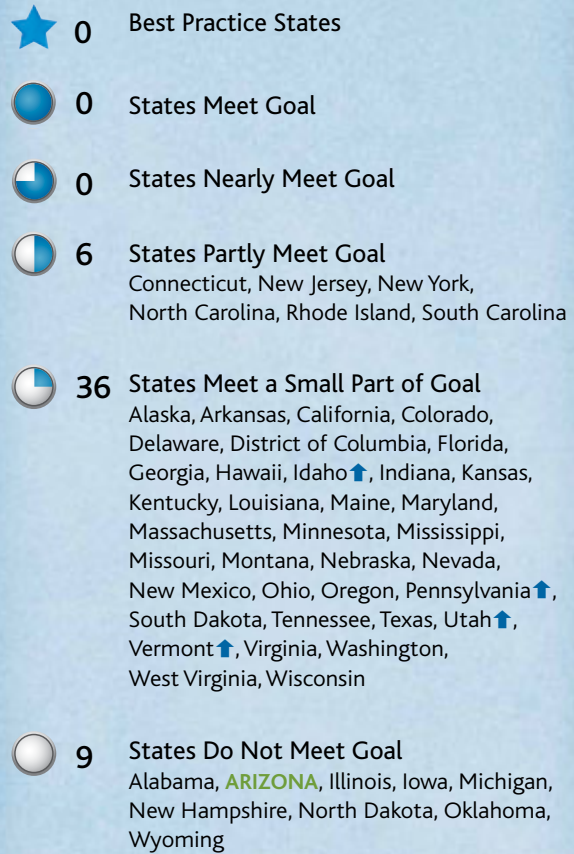 0 Best Practice States
0 States Meet Goal
0 States Nearly Meet Goal
6 States Partly Meet Goal
Connecticut, New Jersey, New York,
North Carolina, Rhode Island, South Carolina
36 States Meet a Small Part of Goal
Alaska, Arkansas, California, Colorado,
Delaware, District of Columbia, Florida,
Georgia, Hawaii, Idaho⬆, Indiana, Kansas,
Kentucky, Louisiana, Maine, Maryland,
Massachusetts, Minnesota, Mississippi,
Missouri, Montana, Nebraska, Nevada,
New Mexico, Ohio, Oregon, Pennsylvania⬆,
South Dakota, Tennessee, Texas, Utah⬆,
Vermont⬆, Virginia, Washington,
West Virginia, Wisconsin
9 States Do Not Meet Goal
Alabama, ARIZONA, Illinois, Iowa, Michigan,
New Hampshire, North Dakota, Oklahoma,
Wyoming